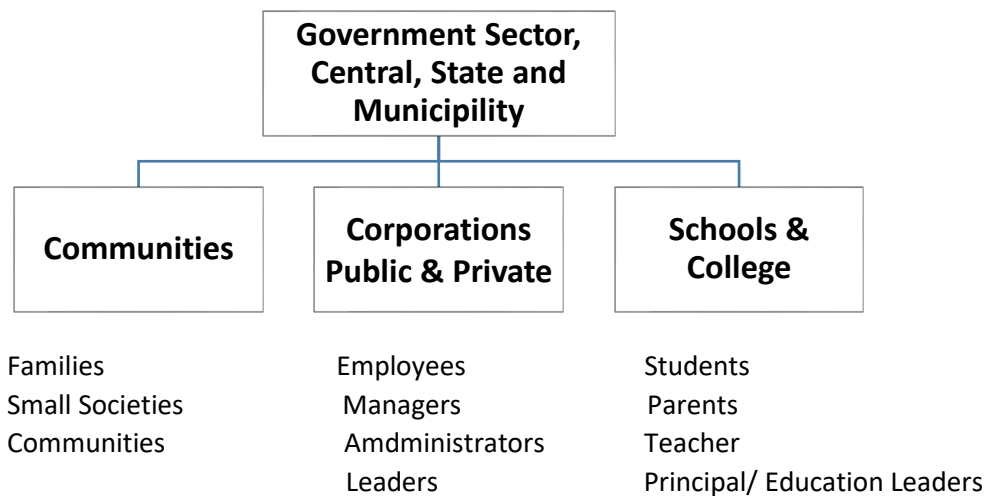 Government Sector,
Central, State and
Municipility
Communities
Corporations
Public & Private
Schools &
College
Families
Small Societies
Communities
Employees
Managers
Amdministrators
Leaders
Students
Parents
Teacher
Principal/ Education Leaders